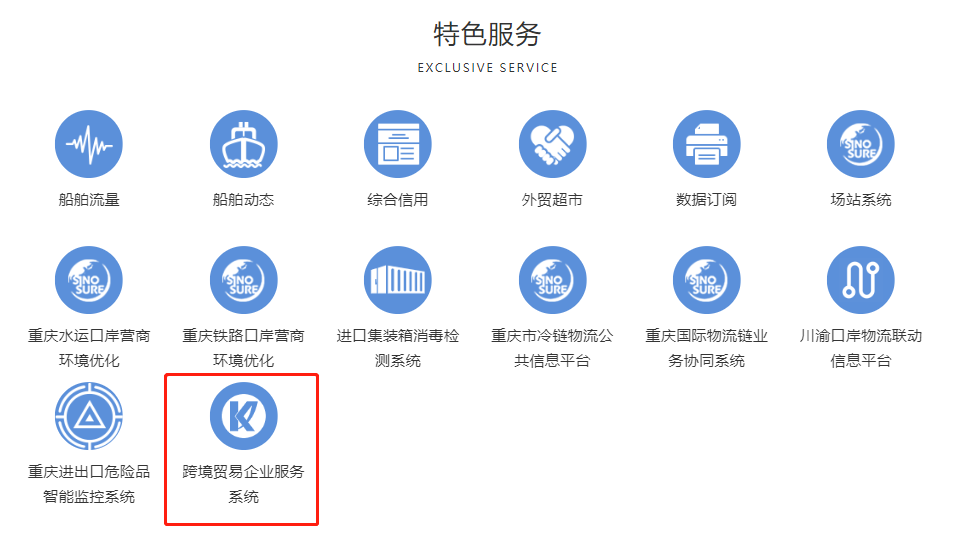 特色服务
EXCLUSIVE SERVICE
SINO
SURE
船舶流量
船舶动态
综合信用
外贸超市
数据订阅
场站系统
SINO
SURE
SINO
SURE
SINO
SURE
SINO
SURE
重庆水运口岸营商
环境优化
重庆铁路口岸营商
环境优化
进口集装箱消毒检
测系统
重庆市冷链物流公
共信息平台
重庆国际物流链业
务协同系统
川渝口岸物流联动
信息平台
K
重庆进出口危险品
智能监控系统
跨境贸易企业服务
系统